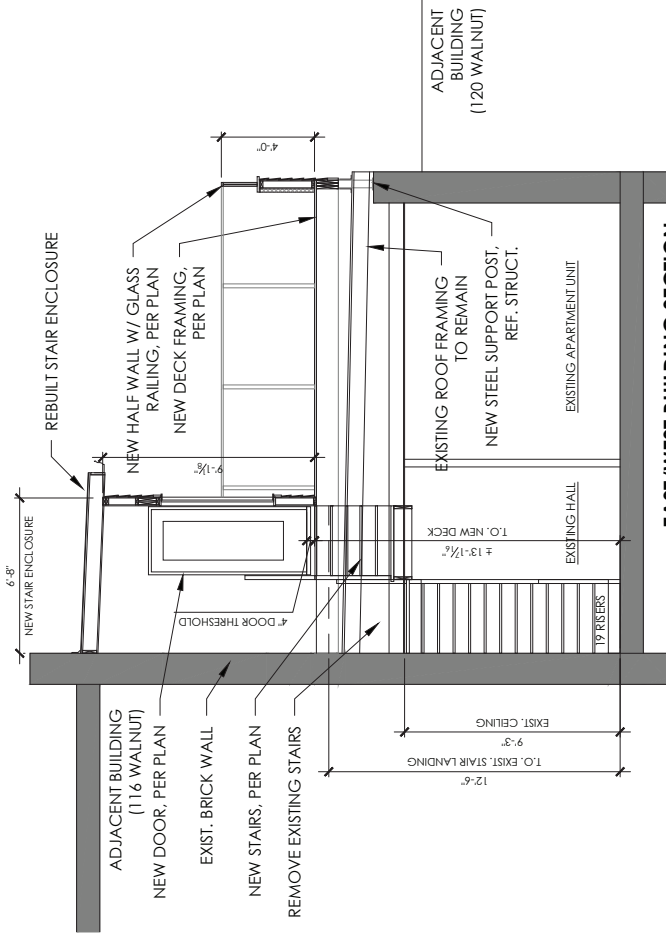 ADJACENT
BUILDING
(120 WALNUT)
REBUILT STAIR ENCLOSURE
4'-0"
NEW HALF WALL W/ GLASS
RAILING, PER PLAN
NEW DECK FRAMING,
PER PLAN
9'-1⅛"
6'-8"
NEW STAIR ENCLOSURE
EXISTING ROOF FRAMING
TO REMAIN
NEW STEEL SUPPORT POST,
REF. STRUCT.
EXISTING APARTMENT UNIT
T.O. NEW DECK
± 13'-1⁷⁄₁₆"
EXISTING HALL
4" DOOR THRESHOLD
19 RISERS
ADJACENT BUILDING
(116 WALNUT)
NEW DOOR, PER PLAN
EXIST. BRICK WALL
NEW STAIRS, PER PLAN
REMOVE EXISTING STAIRS
EXIST. CEILING
9'-3"
T.O. EXIST. STAIR LANDING
12'-6"
EAST/WEST BUILDING SECTION